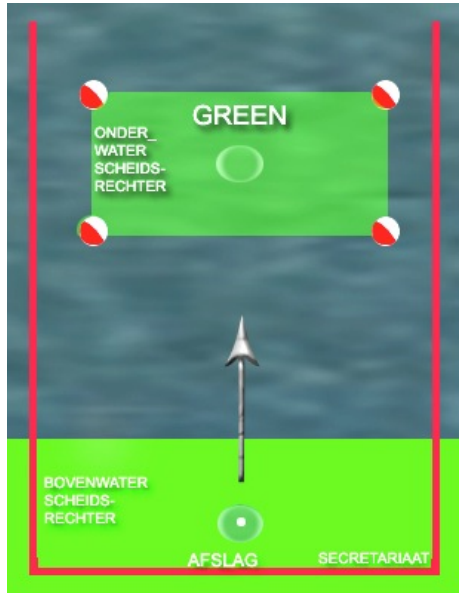 GREEN
ONDER_
WATER
SCHEIDS-
RECHTER
BOVENWATER
SCHEIDS-
RECHTER
AFSLAG
SECRETARIAAT